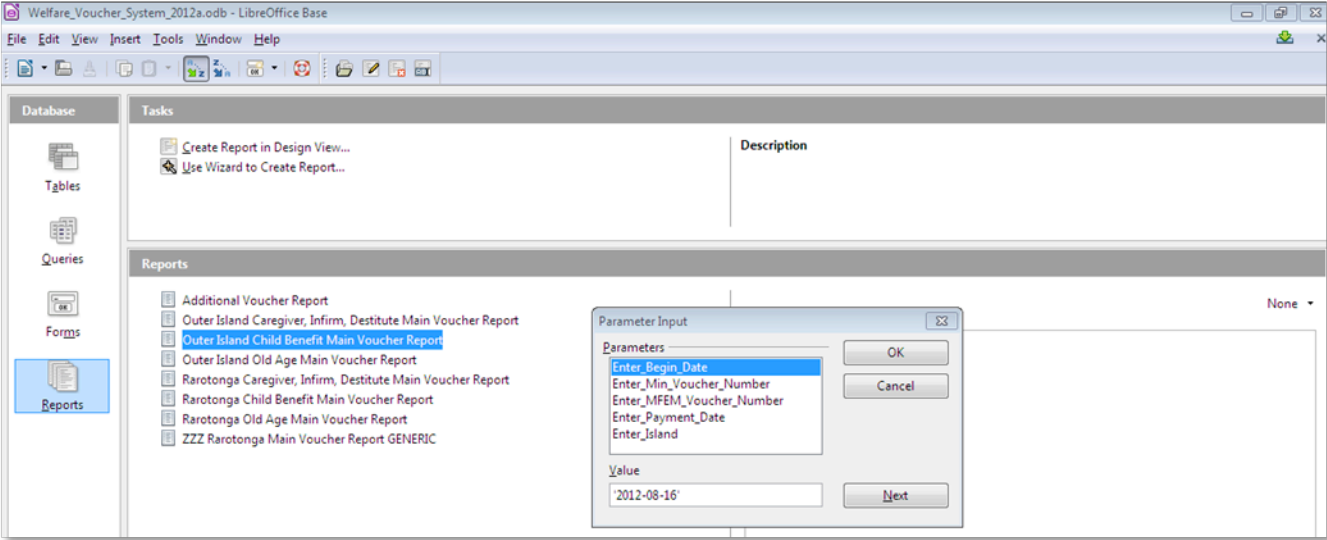 Welfare_Voucher_System_2012a.odb - LibreOffice Base
File Edit View Insert Tools Window Help
Database
Tables
Queries
Forms
Reports
Tasks
Create Report in Design View...
Use Wizard to Create Report...
Description
Reports
Additional Voucher Report
Outer Island Caregiver, Infirm, Destitute Main Voucher Report
Outer Island Child Benefit Main Voucher Report
Outer Island Old Age Main Voucher Report
Rarotonga Caregiver, Infirm, Destitute Main Voucher Report
Rarotonga Child Benefit Main Voucher Report
Rarotonga Old Age Main Voucher Report
ZZZ Rarotonga Main Voucher Report GENERIC
None
Parameter Input
Parameters
Enter_Begin_Date
Enter_Min_Voucher_Number
Enter_MFEM_Voucher_Number
Enter_Payment_Date
Enter_Island
OK
Cancel
Value
'2012-08-16'
Next